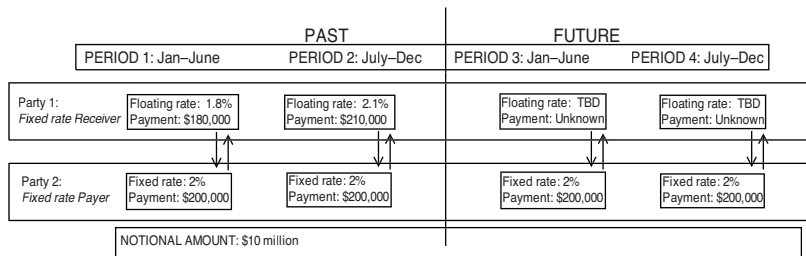 PAST FUTURE
PERIOD 1: Jan–June PERIOD 2: July–Dec PERIOD 3: Jan–June PERIOD 4: July–Dec
Party 1: Floating rate: 1.8% Floating rate: 2.1% Floating rate: TBD Floating rate: TBD
Fixed rate Receiver Payment: $180,000 Payment: $210,000 Payment: Unknown Payment: Unknown
Party 2: Fixed rate: 2% Fixed rate: 2% Fixed rate: 2% Fixed rate: 2%
Fixed rate Payer Payment: $200,000 Payment: $200,000 Payment: $200,000 Payment: $200,000
NOTIONAL AMOUNT: $10 million